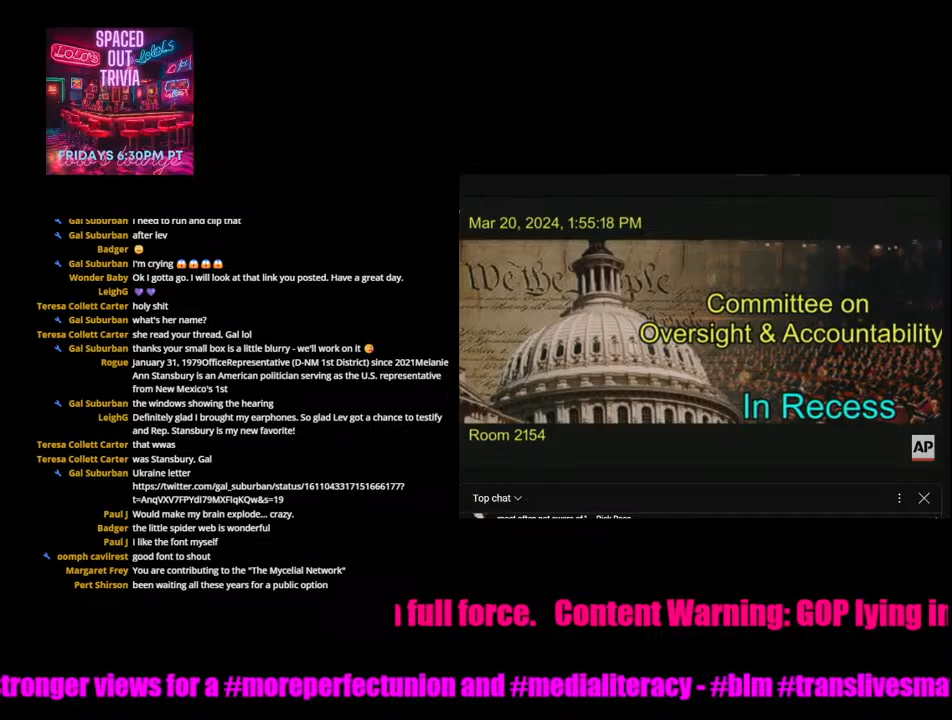 SPACED
OUT
TRIVIA
FRIDAYS 6:30PM PT
lolo's lounge
Gal Suburban I need to run and clip that
Gal Suburban after lev
Badger
Gal Suburban I'm crying
Wonder Baby Ok I gotta go. I will look at that link you posted. Have a great day.
LeighG
Teresa Collett Carter holy shit
Gal Suburban what's her name?
Teresa Collett Carter she read your thread, Gal lol
Gal Suburban thanks your small box is a little blurry - we'll work on it
Rogue January 31, 1979OfficeRepresentative (D-NM 1st District) since 2021Melanie
Ann Stansbury is an American politician serving as the U.S. representative
from New Mexico's 1st
Gal Suburban the windows showing the hearing
LeighG Definitely glad I brought my earphones. So glad Lev got a chance to testify
and Rep. Stansbury is my new favorite!
Teresa Collett Carter that wwas
Teresa Collett Carter was Stansbury, Gal
Gal Suburban Ukraine letter
https://twitter.com/gal_suburban/status/1611043317151666177?
t=AnqVXV7FPYdI79MXFIqKQw&s=19
Paul J Would make my brain explode... crazy.
Badger the little spider web is wonderful
Paul J I like the font myself
oomph cavilrest good font to shout
Margaret Frey You are contributing to the "The Mycelial Network"
Pert Shirson been waiting all these years for a public option
Mar 20, 2024, 1:55:18 PM
We the People
Committee on
Oversight & Accountability
In Recess
Room 2154
AP
Top chat
full force. Content Warning: GOP lying in
stronger views for a #moreperfectunion and #medialiteracy - #blm #translivesma